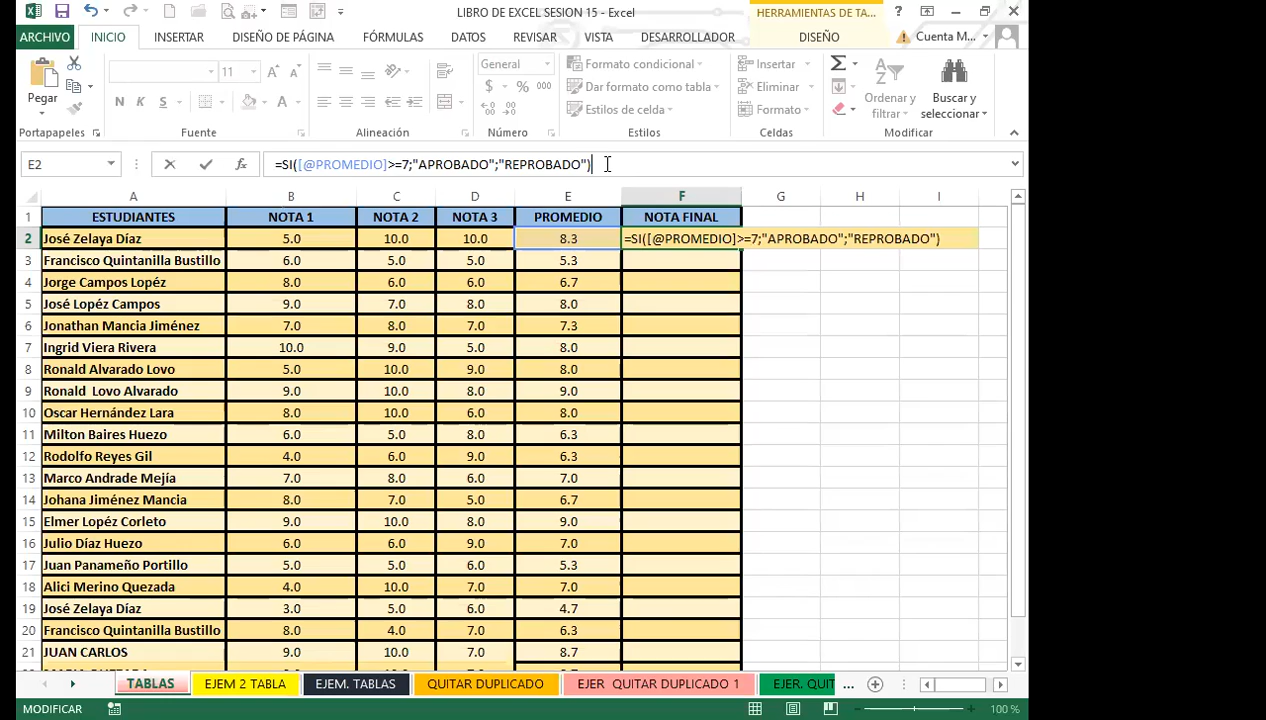 LIBRO DE EXCEL SESION 15 - Excel
HERRAMIENTAS DE TA...
ARCHIVO INICIO INSERTAR DISEÑO DE PÁGINA FÓRMULAS DATOS REVISAR VISTA DESARROLLADOR DISEÑO Cuenta M...
Pegar
11
N K S
General
$ % 000
Formato condicional
Dar formato como tabla
Estilos de celda
Insertar
Eliminar
Formato
Ordenar y filtrar
Buscar y seleccionar
Portapapeles Fuente Alineación Número Estilos Celdas Modificar
E2 fx =SI([@PROMEDIO]>=7;"APROBADO";"REPROBADO")
A B C D E F G H I
1 ESTUDIANTES NOTA 1 NOTA 2 NOTA 3 PROMEDIO NOTA FINAL
2 José Zelaya Díaz 5.0 10.0 10.0 8.3 =SI([@PROMEDIO]>=7;"APROBADO";"REPROBADO")
3 Francisco Quintanilla Bustillo 6.0 5.0 5.0 5.3
4 Jorge Campos Lopéz 8.0 6.0 6.0 6.7
5 José Lopéz Campos 9.0 7.0 8.0 8.0
6 Jonathan Mancia Jiménez 7.0 8.0 7.0 7.3
7 Ingrid Viera Rivera 10.0 9.0 5.0 8.0
8 Ronald Alvarado Lovo 5.0 10.0 9.0 8.0
9 Ronald Lovo Alvarado 9.0 10.0 8.0 9.0
10 Oscar Hernández Lara 8.0 10.0 6.0 8.0
11 Milton Baires Huezo 6.0 5.0 8.0 6.3
12 Rodolfo Reyes Gil 4.0 6.0 9.0 6.3
13 Marco Andrade Mejía 7.0 8.0 6.0 7.0
14 Johana Jiménez Mancia 8.0 7.0 5.0 6.7
15 Elmer Lopéz Corleto 9.0 10.0 8.0 9.0
16 Julio Díaz Huezo 6.0 6.0 9.0 7.0
17 Juan Panameño Portillo 5.0 5.0 6.0 5.3
18 Alici Merino Quezada 4.0 10.0 7.0 7.0
19 José Zelaya Díaz 3.0 5.0 6.0 4.7
20 Francisco Quintanilla Bustillo 8.0 4.0 7.0 6.3
21 JUAN CARLOS 9.0 10.0 7.0 8.7
TABLAS EJEM 2 TABLA EJEM. TABLAS QUITAR DUPLICADO EJER QUITAR DUPLICADO 1 EJER. QUIT ...
MODIFICAR 100 %